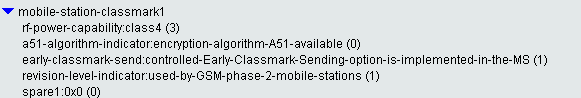 mobile-station-classmark1
rf-power-capability:class4 (3)
a51-algorithm-indicator:encryption-algorithm-A51-available (0)
early-classmark-send:controlled-Early-Classmark-Sending-option-is-implemented-in-the-MS (1)
revision-level-indicator:used-by-GSM-phase-2-mobile-stations (1)
spare1:0x0 (0)